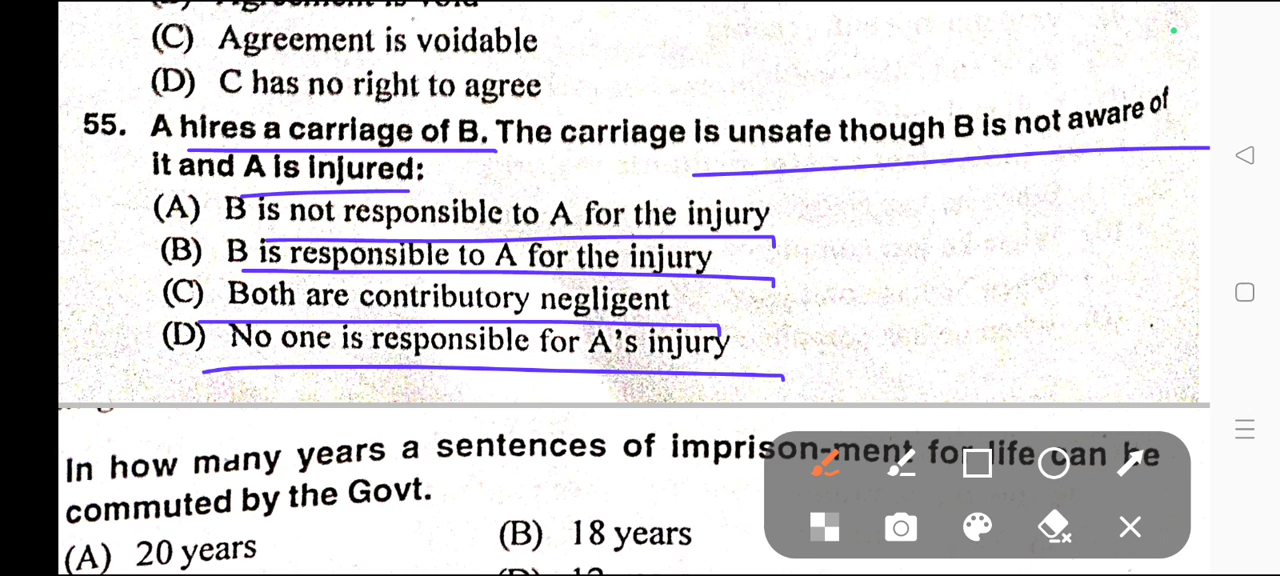 (C) Agreement is voidable
(D) C has no right to agree
55. A hires a carriage of B. The carriage is unsafe though B is not aware of
it and A is injured:
(A) B is not responsible to A for the injury
(B) B is responsible to A for the injury
(C) Both are contributory negligent
(D) No one is responsible for A's injury
In how many years a sentences of imprison-ment for life can be
commuted by the Govt.
(A) 20 years
(B) 18 years